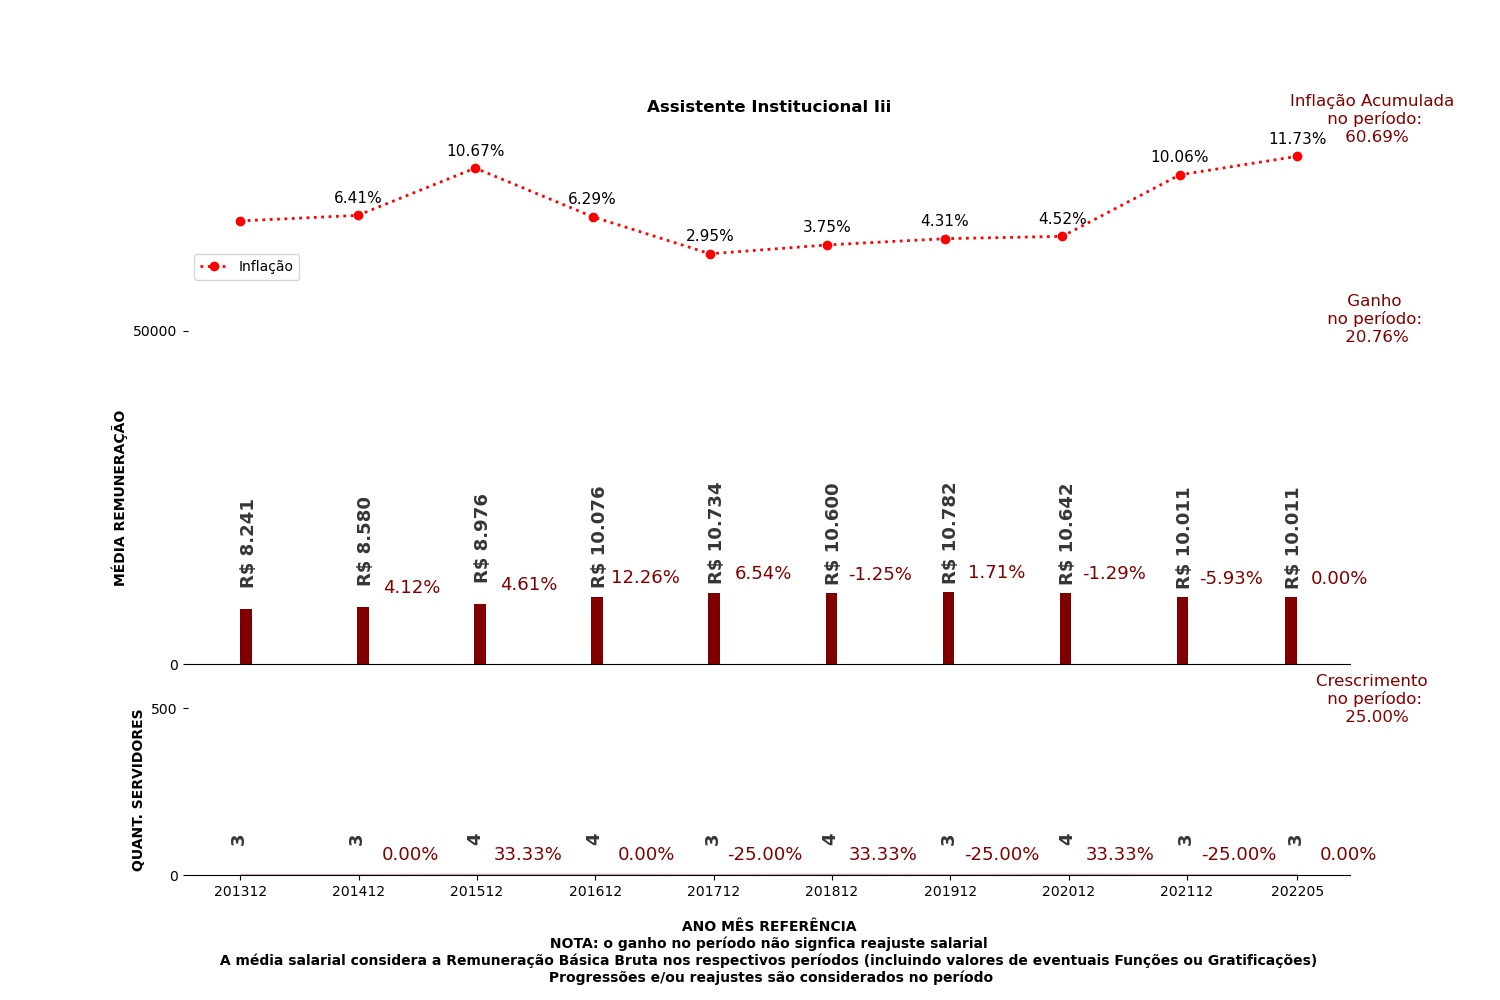 Assistente Institucional Iii
Inflação Acumulada
no período:
60.69%
6.41%
10.67%
6.29%
2.95%
3.75%
4.31%
4.52%
10.06%
11.73%
Inflação
Ganho
no período:
20.76%
50000
0
MÉDIA REMUNERAÇÃO
R$ 8.241
R$ 8.580
R$ 8.976
R$ 10.076
R$ 10.734
R$ 10.600
R$ 10.782
R$ 10.642
R$ 10.011
R$ 10.011
4.12%
4.61%
12.26%
6.54%
-1.25%
1.71%
-1.29%
-5.93%
0.00%
Crescrimento
no período:
25.00%
500
0
QUANT. SERVIDORES
3
3
4
4
3
4
3
4
3
3
0.00%
33.33%
0.00%
-25.00%
33.33%
-25.00%
33.33%
-25.00%
0.00%
201312
201412
201512
201612
201712
201812
201912
202012
202112
202205
ANO MÊS REFERÊNCIA
NOTA: o ganho no período não signfica reajuste salarial
A média salarial considera a Remuneração Básica Bruta nos respectivos períodos (incluindo valores de eventuais Funções ou Gratificações)
Progressões e/ou reajustes são considerados no período